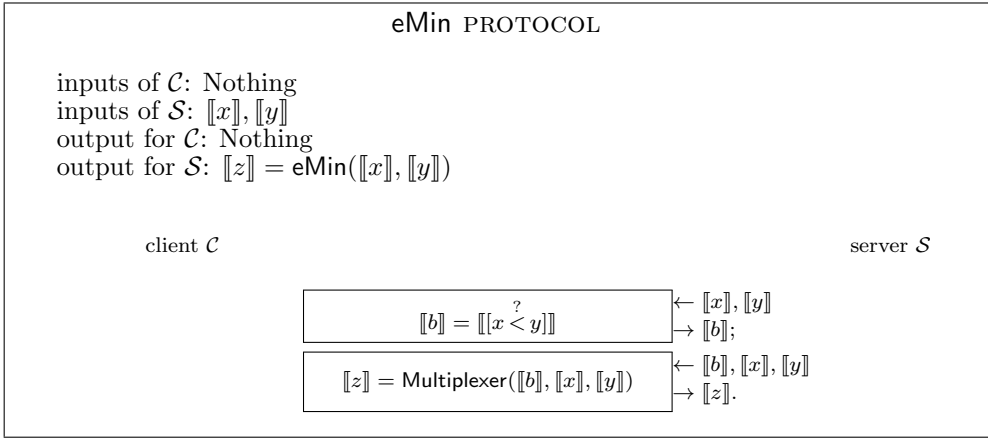 eMin PROTOCOL
inputs of 𝒞: Nothing
inputs of 𝒮: ⟦x⟧, ⟦y⟧
output for 𝒞: Nothing
output for 𝒮: ⟦z⟧ = eMin(⟦x⟧, ⟦y⟧)
client 𝒞 server 𝒮
⟦b⟧ = ⟦[x <? y]⟧ ← ⟦x⟧, ⟦y⟧
→ ⟦b⟧;
⟦z⟧ = Multiplexer(⟦b⟧, ⟦x⟧, ⟦y⟧) ← ⟦b⟧, ⟦x⟧, ⟦y⟧
→ ⟦z⟧.